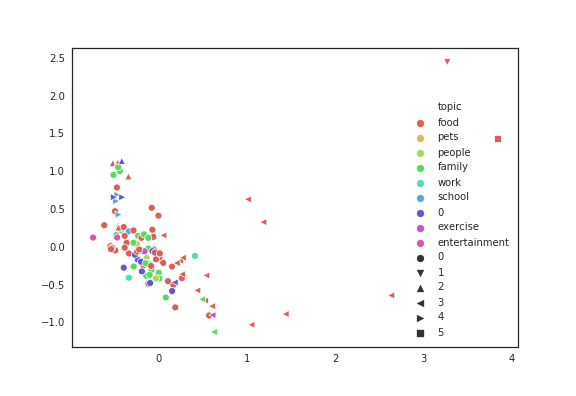 2.5
2.0
1.5
1.0
0.5
0.0
−0.5
−1.0
0 1 2 3 4
topic
food
pets
people
family
work
school
0
exercise
entertainment
0
1
2
3
4
5